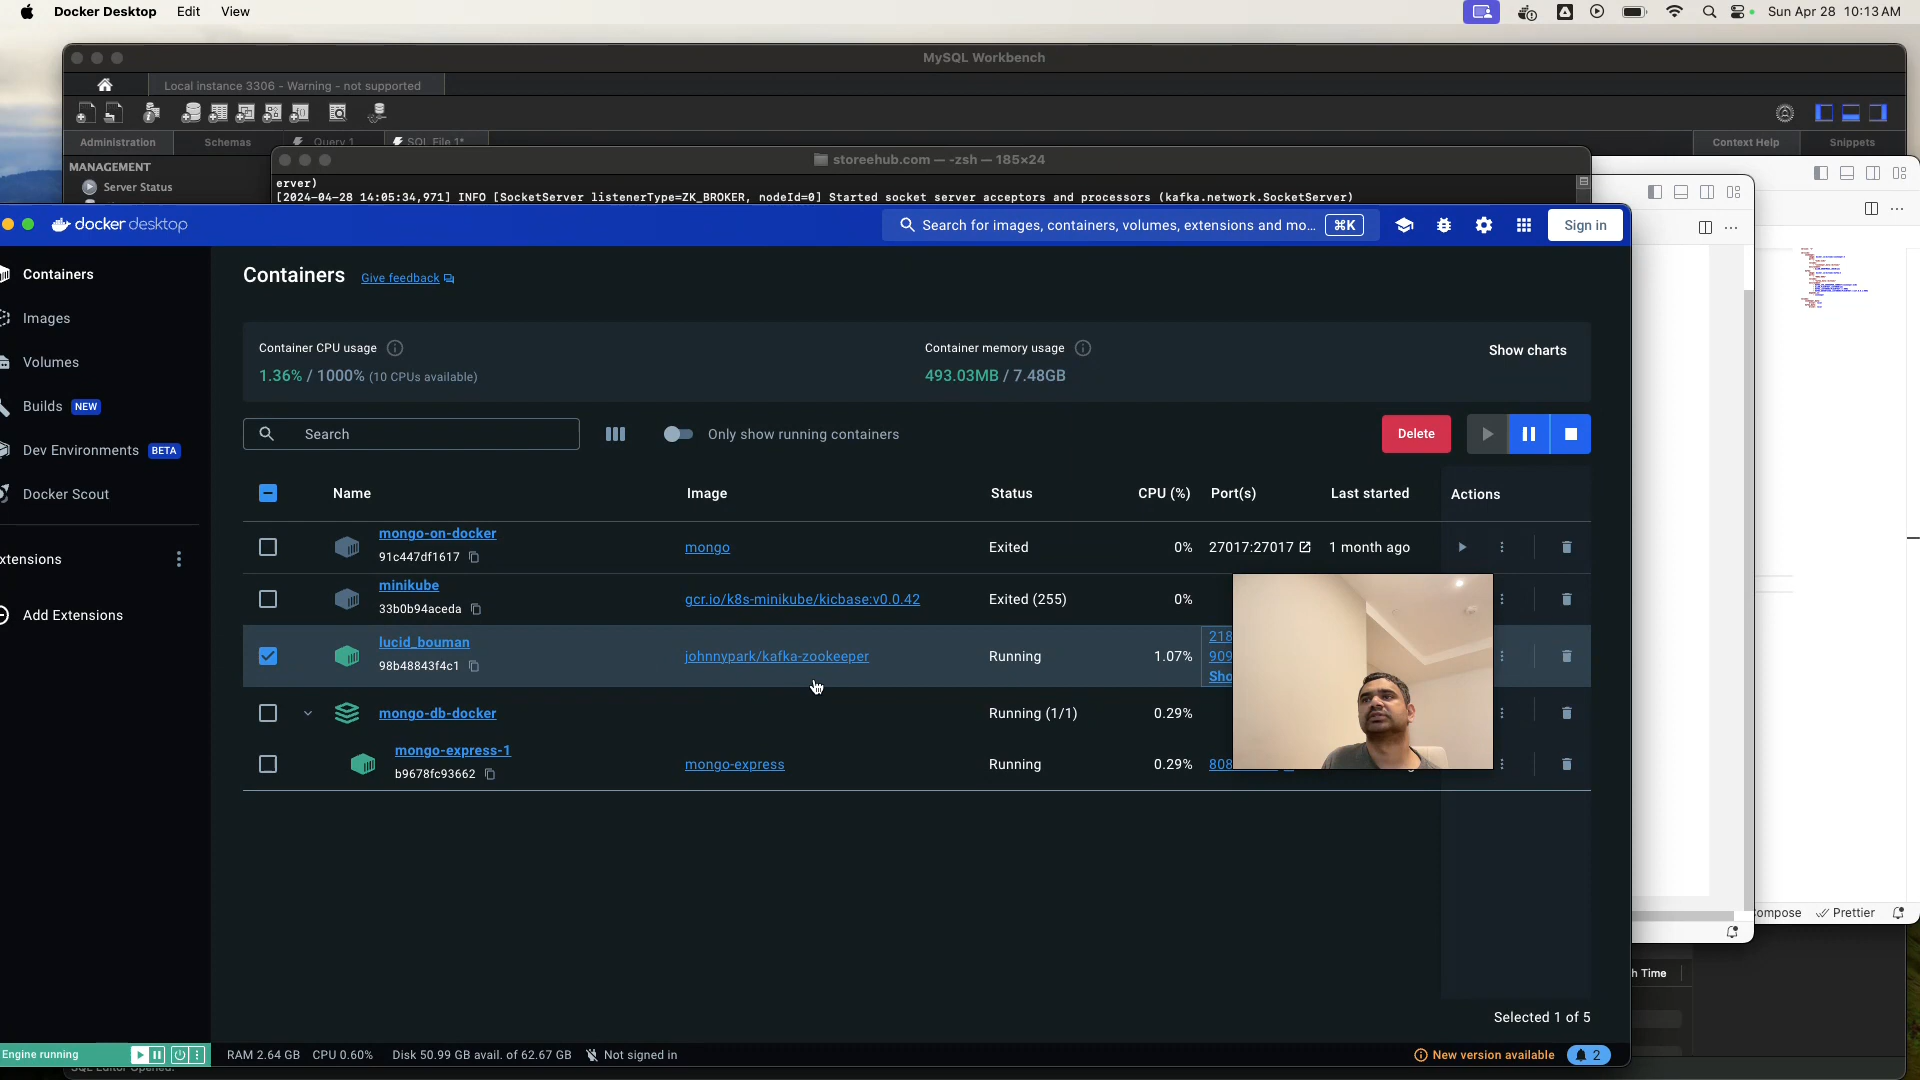 Docker Desktop Edit View
Sun Apr 28 10:13 AM
MySQL Workbench
Local instance 3306 - Warning - not supported
Administration Schemas Query 1 SQL File 1*
Context Help Snippets
MANAGEMENT
Server Status
storeehub.com — -zsh — 185×24
erver)
[2024-04-28 14:05:34,971] INFO [SocketServer listenerType=ZK_BROKER, nodeId=0] Started socket server acceptors and processors (kafka.network.SocketServer)
docker desktop
Search for images, containers, volumes, extensions and mo... ⌘K
Sign in
Containers
Images
Volumes
Builds NEW
Dev Environments BETA
Docker Scout
xtensions
Add Extensions
Containers Give feedback
Container CPU usage
1.36% / 1000% (10 CPUs available)
Container memory usage
493.03MB / 7.48GB
Show charts
Search
Only show running containers
Delete
Name Image Status CPU (%) Port(s) Last started Actions
mongo-on-docker
91c447df1617
mongo Exited 0% 27017:27017 1 month ago
minikube
33b0b94aceda
gcr.io/k8s-minikube/kicbase:v0.0.42 Exited (255) 0%
lucid_bouman
98b48843f4c1
johnnypark/kafka-zookeeper Running 1.07%
218
909
Sho
mongo-db-docker Running (1/1) 0.29%
mongo-express-1
b9678fc93662
mongo-express Running 0.29% 808
Selected 1 of 5
ompose Prettier
h Time
Engine running
RAM 2.64 GB CPU 0.60% Disk 50.99 GB avail. of 62.67 GB Not signed in
New version available 2
SQL Editor Opened.